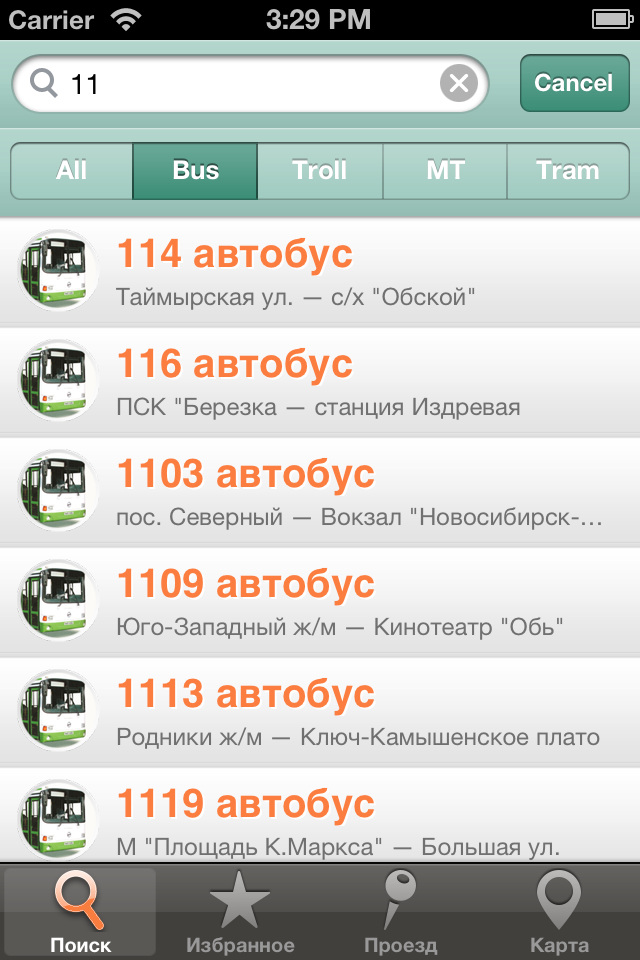 Carrier 3:29 PM
11
Cancel
All Bus Troll MT Tram
114 автобус
Таймырская ул. — с/х "Обской"
116 автобус
ПСК "Березка — станция Издревая
1103 автобус
пос. Северный — Вокзал "Новосибирск-...
1109 автобус
Юго-Западный ж/м — Кинотеатр "Обь"
1113 автобус
Родники ж/м — Ключ-Камышенское плато
1119 автобус
М "Площадь К.Маркса" — Большая ул.
Поиск Избранное Проезд Карта